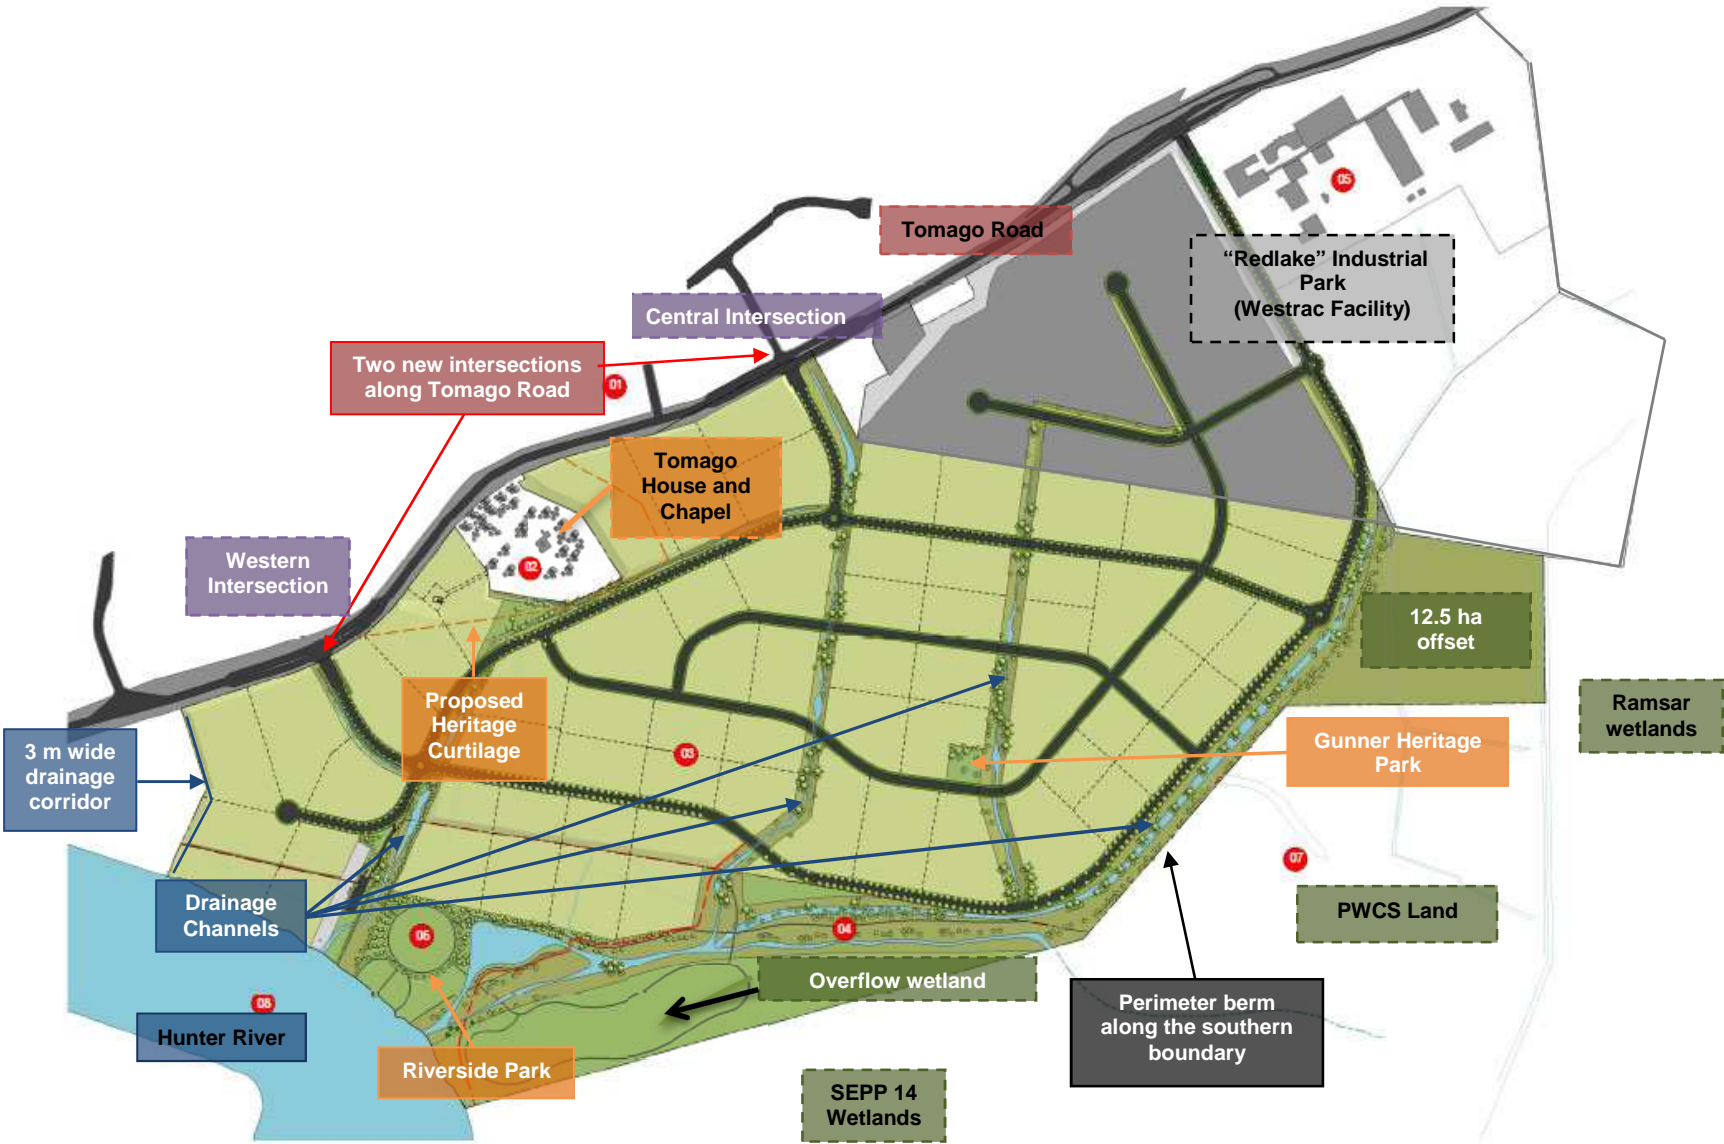 05
Tomago Road
"Redlake" Industrial
Park
(Westrac Facility)
Central Intersection
Two new intersections
along Tomago Road
01
Tomago
House and
Chapel
Western
Intersection
02
12.5 ha
offset
Proposed
Heritage
Curtilage
Ramsar
wetlands
3 m wide
drainage
corridor
03
Gunner Heritage
Park
07
Drainage
Channels
PWCS Land
06
04
Overflow wetland
08
Hunter River
Perimeter berm
along the southern
boundary
Riverside Park
SEPP 14
Wetlands